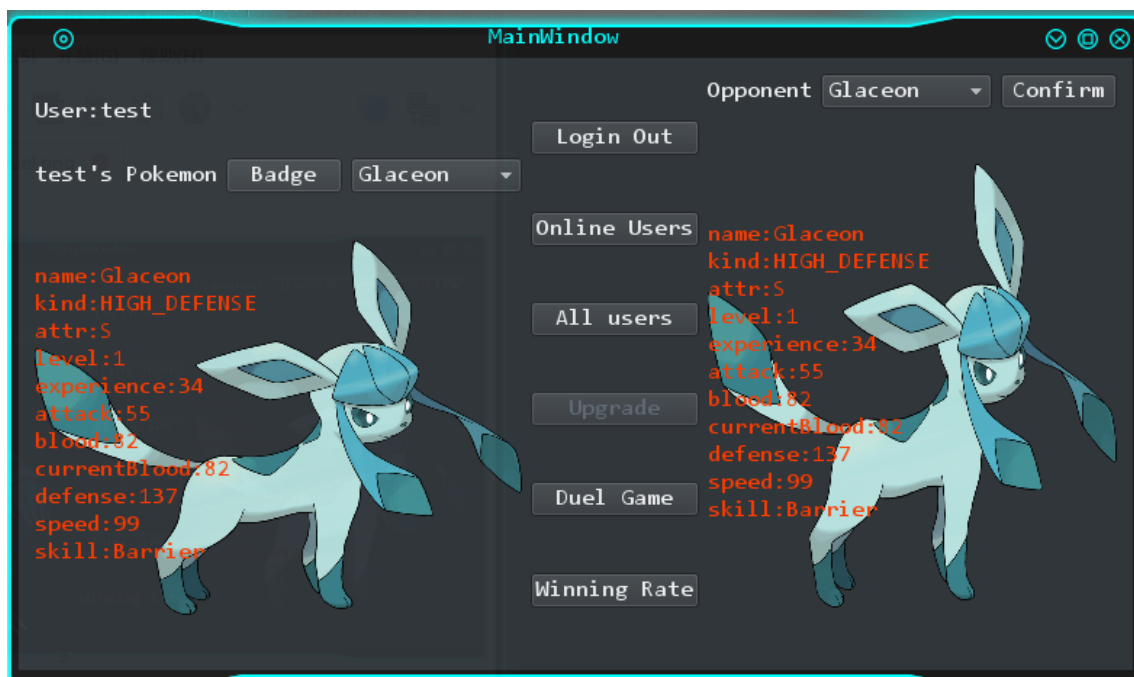 MainWindow
User:test
test's Pokemon Badge Glaceon
name:Glaceon
kind:HIGH_DEFENSE
attr:S
level:1
experience:34
attack:55
blood:82
currentBlood:82
defense:137
speed:99
skill:Barrier
Login Out
Online Users
All users
Upgrade
Duel Game
Winning Rate
Opponent Glaceon Confirm
name:Glaceon
kind:HIGH_DEFENSE
attr:S
level:1
experience:34
attack:55
blood:82
currentBlood:82
defense:137
speed:99
skill:Barrier